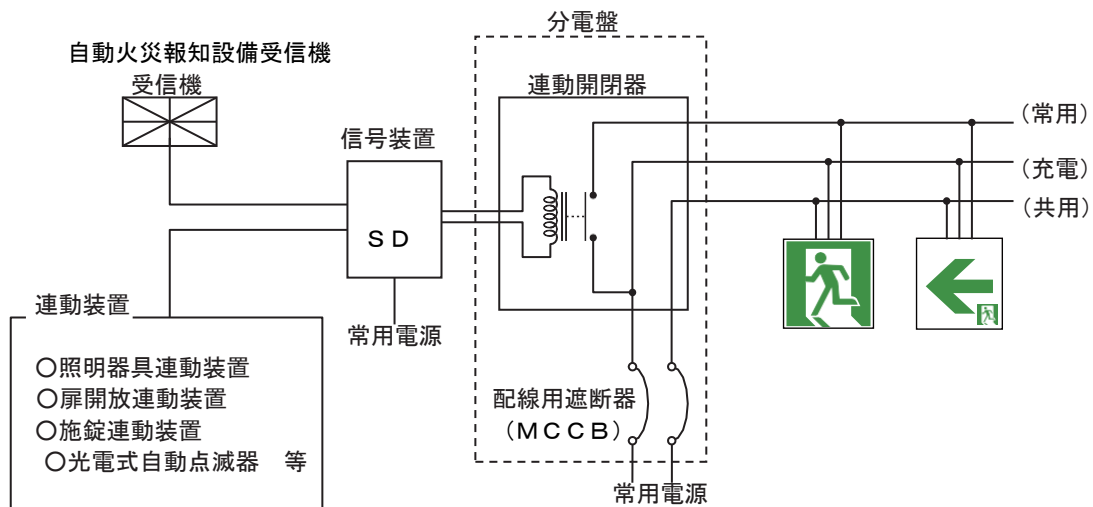 分電盤
自動火災報知設備受信機
受信機
連動開閉器
(常用)
信号装置
(充電)
(共用)
SD
連動装置
常用電源
○照明器具連動装置
○扉開放連動装置
○施錠連動装置
○光電式自動点滅器 等
配線用遮断器
(MCCB)
常用電源